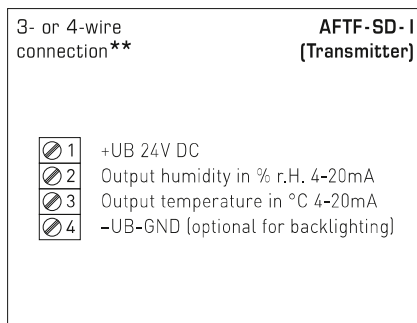 3- or 4-wire connection**
AFTF-SD-I (Transmitter)
1 +UB 24V DC
2 Output humidity in % r.H. 4-20mA
3 Output temperature in °C 4-20mA
4 –UB-GND (optional for backlighting)